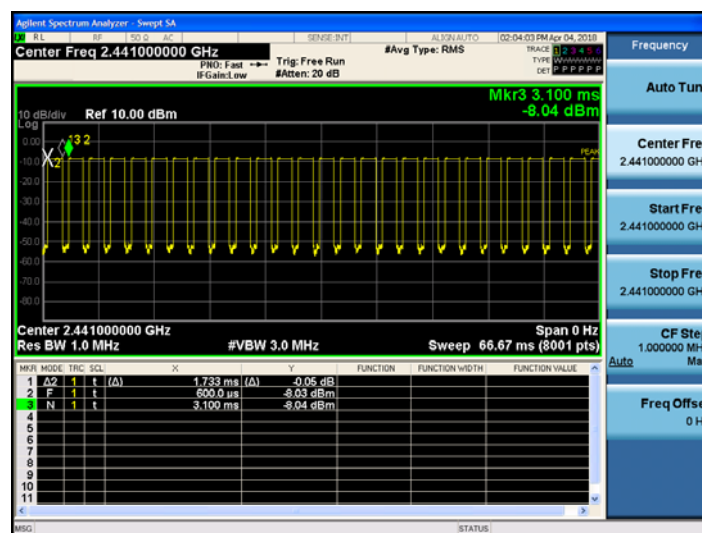 Agilent Spectrum Analyzer - Swept SA
RL RF 50 Ω AC SENSE:INT ALIGN AUTO 02:04:03 PM Apr 04, 2018
Center Freq 2.441000000 GHz #Avg Type: RMS TRACE 1 2 3 4 5 6
PNO: Fast Trig: Free Run TYPE
IFGain:Low #Atten: 20 dB DET P P P P P P
Mkr3 3.100 ms
-8.04 dBm
10 dB/div Ref 10.00 dBm
Log
0.00
-10.0
-20.0
-30.0
-40.0
-50.0
-60.0
-70.0
-80.0
X2 13 2 PEAK
Center 2.441000000 GHz Span 0 Hz
Res BW 1.0 MHz #VBW 3.0 MHz Sweep 66.67 ms (8001 pts)
MKR MODE TRC SCL X Y FUNCTION FUNCTION WIDTH FUNCTION VALUE
1 Δ2 1 t (Δ) 1.733 ms (Δ) -0.05 dB
2 F 1 t 600.0 µs -8.03 dBm
3 N 1 t 3.100 ms -8.04 dBm
4
5
6
7
8
9
10
11
MSG STATUS
Frequency
Auto Tun
Center Fre
2.441000000 GH
Start Fre
2.441000000 GH
Stop Fre
2.441000000 GH
CF Ste
1.000000 MH
Auto Ma
Freq Offse
0 H